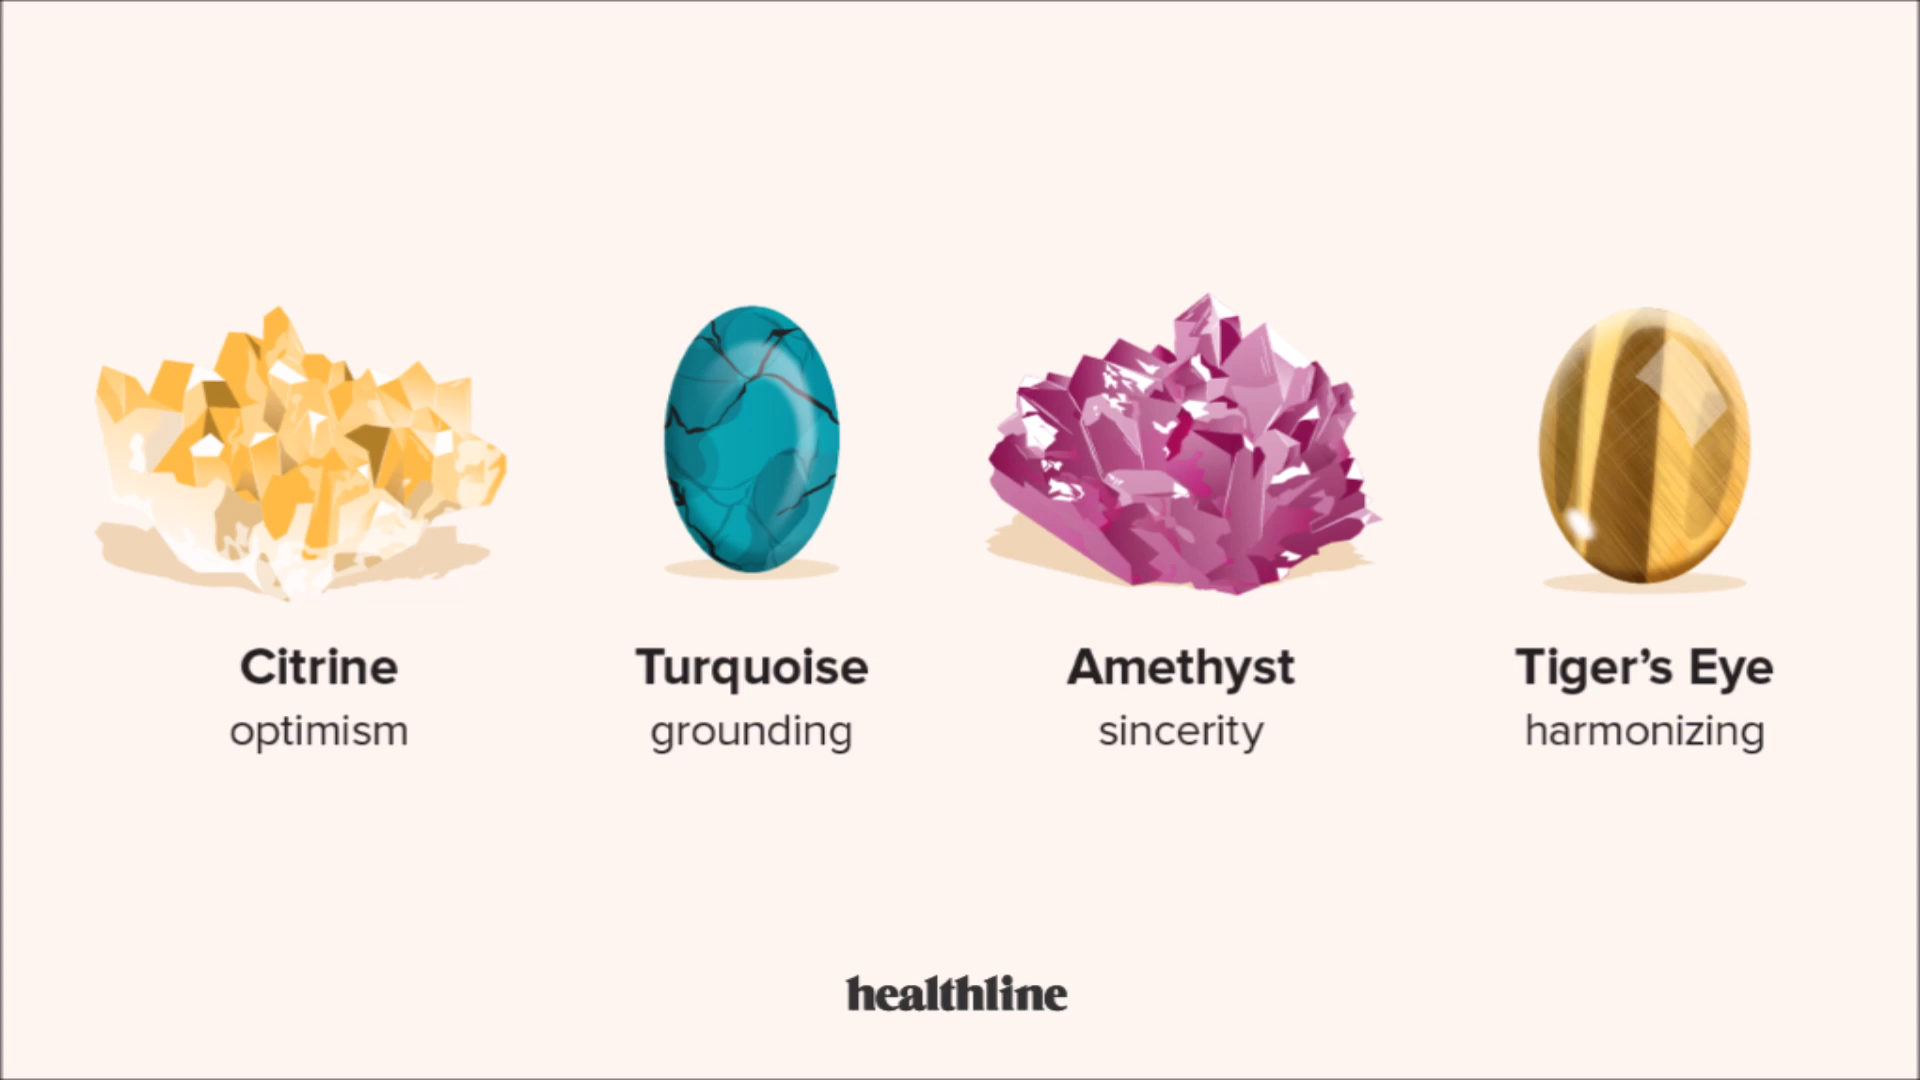 Citrine
optimism
Turquoise
grounding
Amethyst
sincerity
Tiger’s Eye
harmonizing
healthline